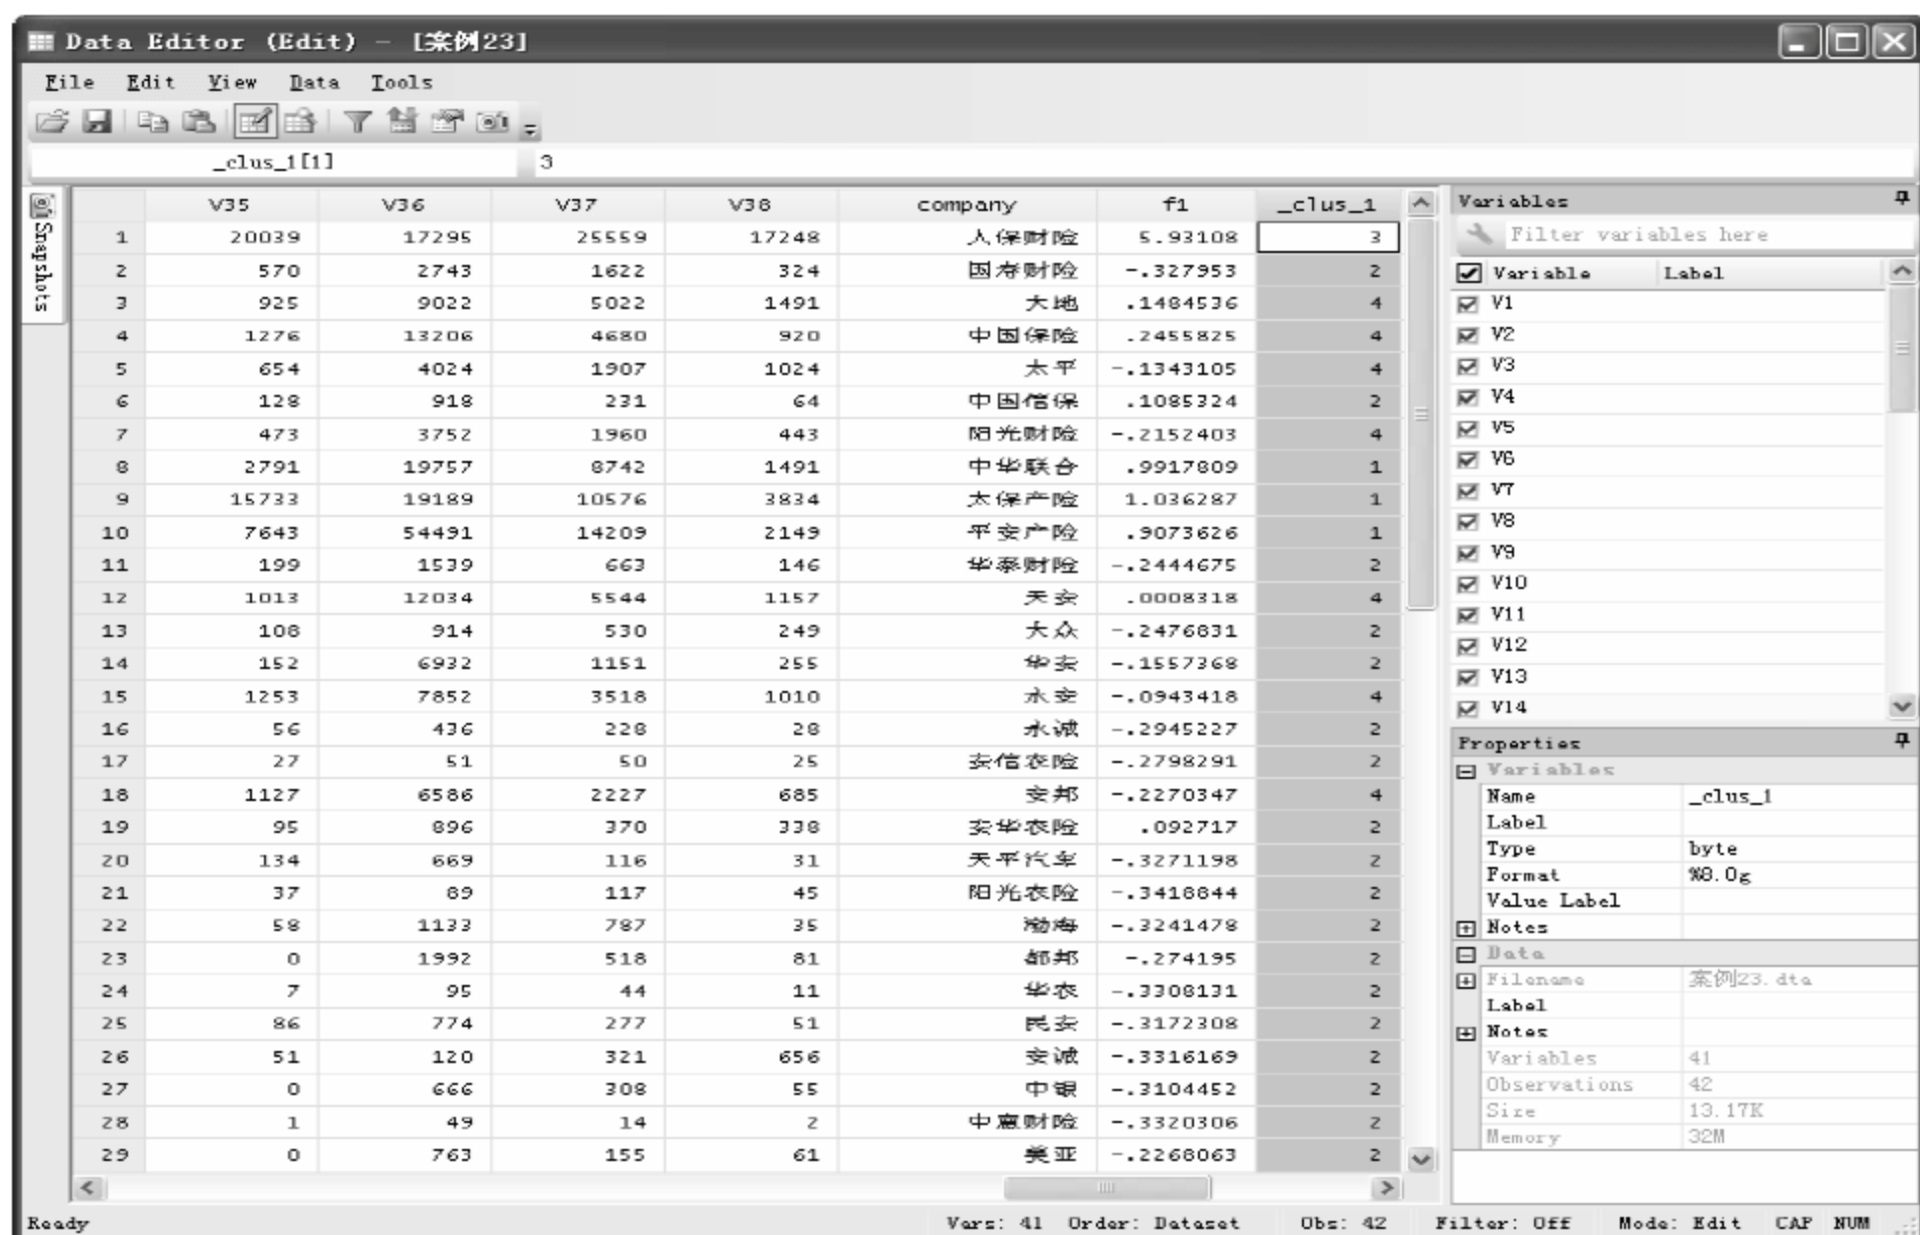 Data Editor (Edit) - [案例23]
File Edit View Data Tools
_clus_1[1] 3
Snapshots
V35 V36 V37 V38 company f1 _clus_1
1 20039 17295 25559 17248 人保财险 5.93108 3
2 570 2743 1622 324 国寿财险 -.327953 2
3 925 9022 5022 1491 大地 .1484536 4
4 1276 13206 4680 920 中国保险 .2455825 4
5 654 4024 1907 1024 太平 -.1343105 4
6 128 918 231 64 中国信保 .1085324 2
7 473 3752 1960 443 阳光财险 -.2152403 4
8 2791 19757 8742 1491 中华联合 .9917809 1
9 15733 19189 10576 3834 太保产险 1.036287 1
10 7643 54491 14209 2149 平安产险 .9073626 1
11 199 1539 663 146 华泰财险 -.2444675 2
12 1013 12034 5544 1157 天安 .0008318 4
13 108 914 530 249 大众 -.2476831 2
14 152 6932 1151 255 华安 -.1557368 2
15 1253 7852 3518 1010 永安 -.0943418 4
16 56 436 228 28 永诚 -.2945227 2
17 27 51 50 25 安信农险 -.2798291 2
18 1127 6586 2227 685 安邦 -.2270347 4
19 95 896 370 338 安华农险 .092717 2
20 134 669 116 31 天平汽车 -.3271198 2
21 37 89 117 45 阳光农险 -.3418844 2
22 58 1133 787 35 渤海 -.3241478 2
23 0 1992 518 81 都邦 -.274195 2
24 7 95 44 11 华农 -.3308131 2
25 86 774 277 51 民安 -.3172308 2
26 51 120 321 656 安诚 -.3316169 2
27 0 666 308 55 中银 -.3104452 2
28 1 49 14 2 中意财险 -.3320306 2
29 0 763 155 61 美亚 -.2268063 2
Variables
Filter variables here
Variable Label
V1
V2
V3
V4
V5
V6
V7
V8
V9
V10
V11
V12
V13
V14
Properties
Variables
Name _clus_1
Label
Type byte
Format %8.0g
Value Label
Notes
Data
Filename 案例23.dta
Label
Notes
Variables 41
Observations 42
Size 13.17K
Memory 32M
Ready Vars: 41 Order: Dataset Obs: 42 Filter: Off Mode: Edit CAP NUM